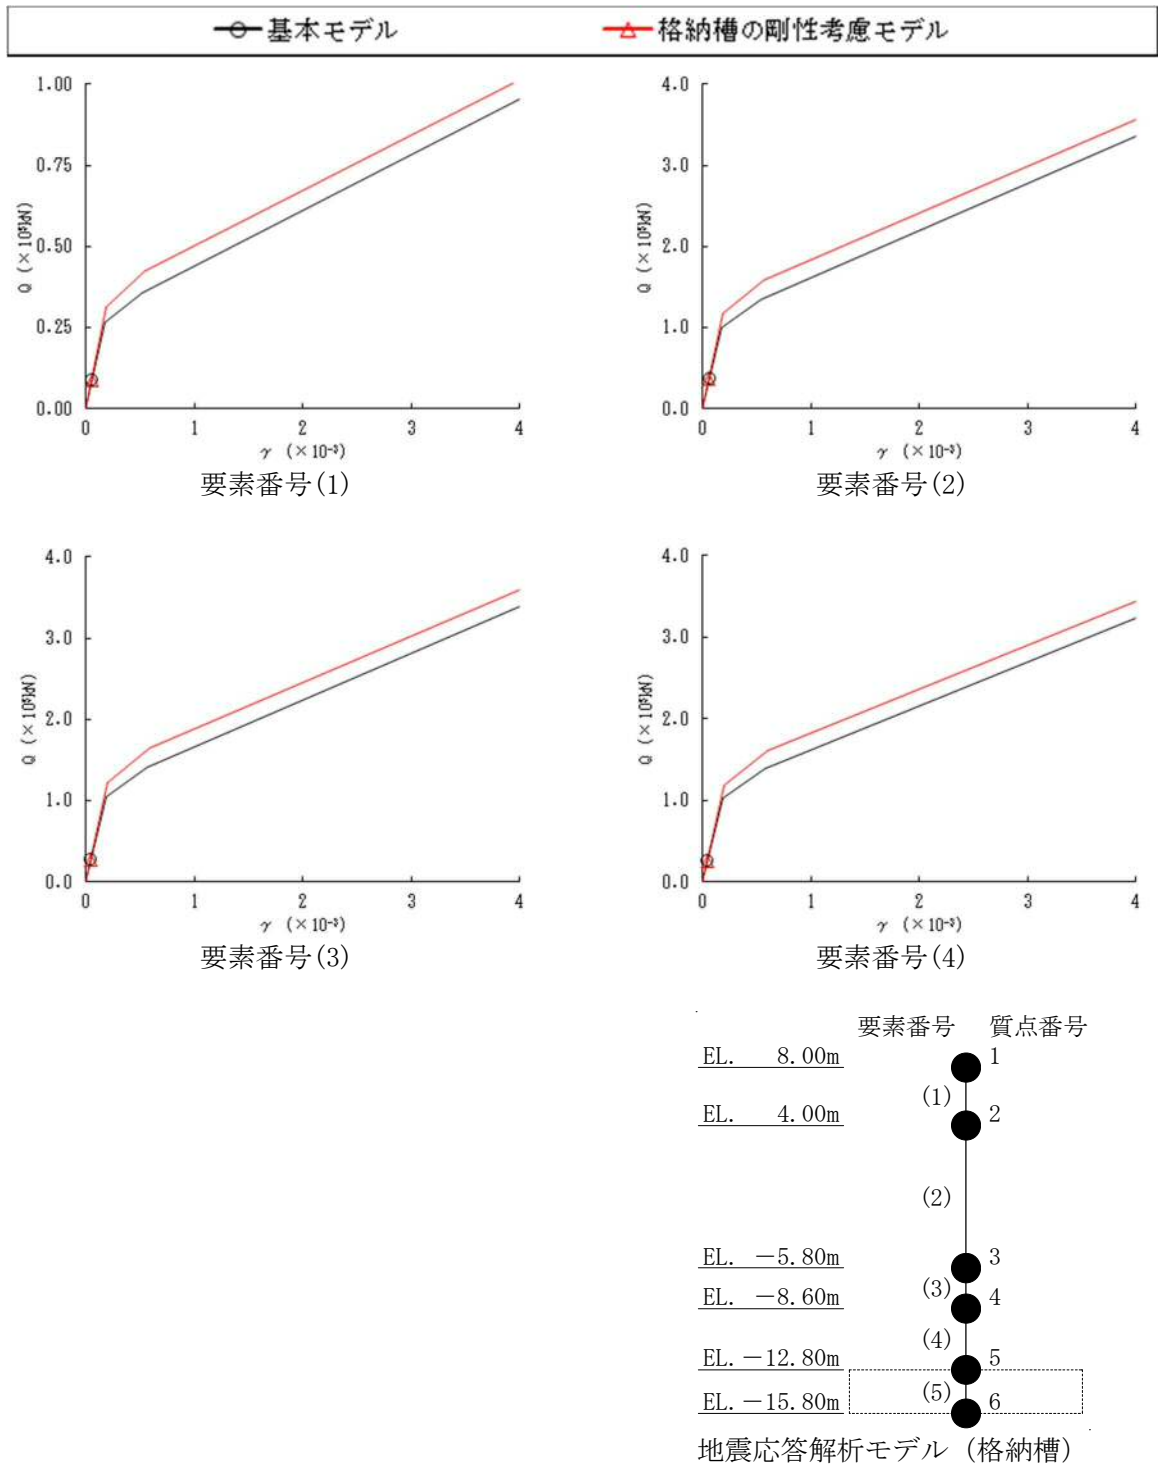 基本モデル 格納槽の剛性考慮モデル
1.00
0.75
0.50
0.25
0.00
Q (×10⁵kN)
0 1 2 3 4
γ (×10⁻³)
要素番号(1)
4.0
3.0
2.0
1.0
0.0
Q (×10⁵kN)
0 1 2 3 4
γ (×10⁻³)
要素番号(2)
4.0
3.0
2.0
1.0
0.0
Q (×10⁵kN)
0 1 2 3 4
γ (×10⁻³)
要素番号(3)
4.0
3.0
2.0
1.0
0.0
Q (×10⁵kN)
0 1 2 3 4
γ (×10⁻³)
要素番号(4)
要素番号 質点番号
EL. 8.00m 1
(1)
EL. 4.00m 2
(2)
EL. −5.80m 3
(3)
EL. −8.60m 4
(4)
EL.−12.80m 5
(5)
EL.−15.80m 6
地震応答解析モデル（格納槽）